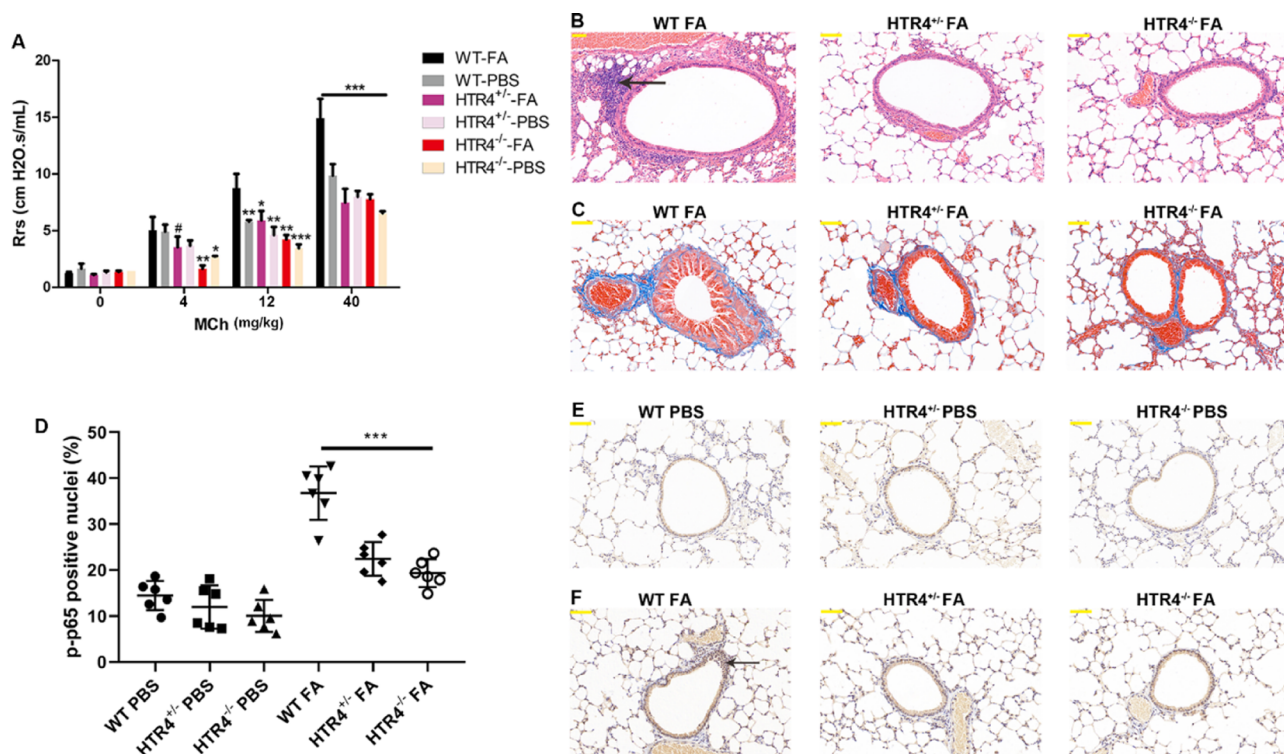 A
20
15
10
5
0
Rrs (cm H2O.s/mL)
# ** *
** * ** ** ***
***
0 4 12 40
MCh (mg/kg)
WT-FA
WT-PBS
HTR4+/--FA
HTR4+/--PBS
HTR4-/--FA
HTR4-/--PBS
B
WT FA HTR4+/- FA HTR4-/- FA
C
WT FA HTR4+/- FA HTR4-/- FA
D
50
40
30
20
10
0
p-p65 positive nuclei (%)
***
WT PBS
HTR4+/- PBS
HTR4-/- PBS
WT FA
HTR4+/- FA
HTR4-/- FA
E
WT PBS HTR4+/- PBS HTR4-/- PBS
F
WT FA HTR4+/- FA HTR4-/- FA